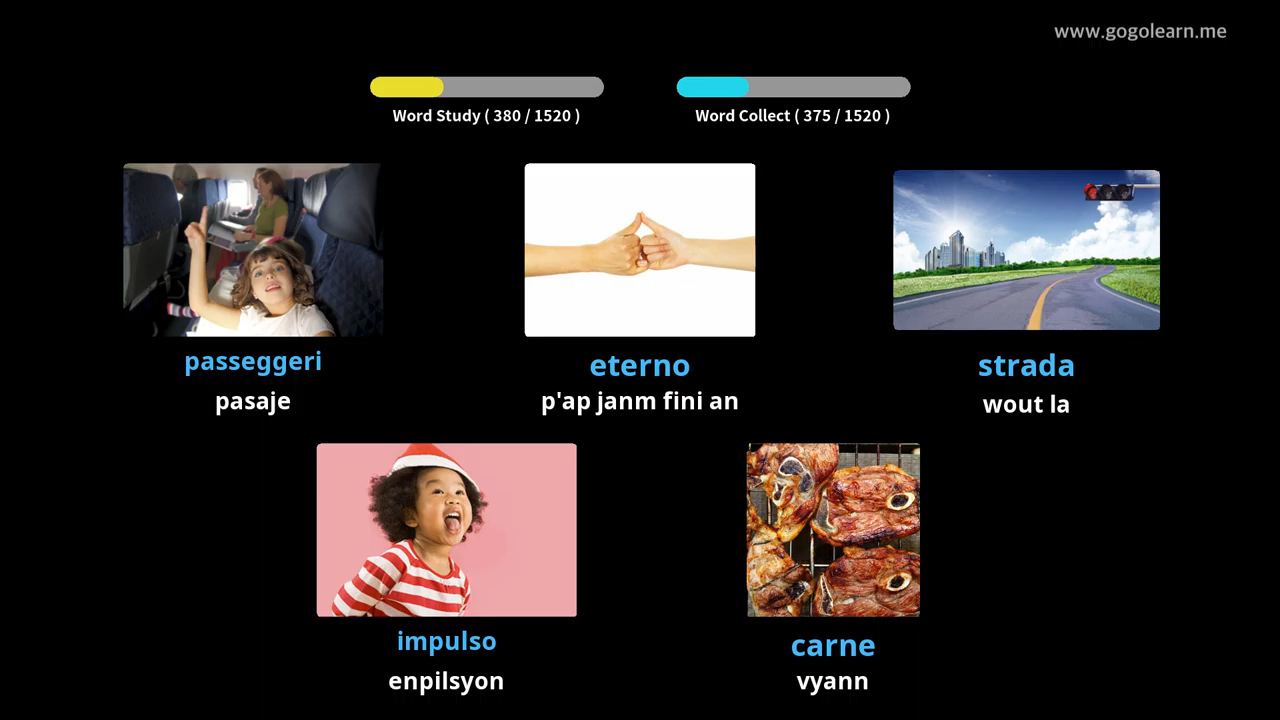 www.gogolearn.me
Word Study ( 380 / 1520 )
Word Collect ( 375 / 1520 )
passeggeri
pasaje
eterno
p'ap janm fini an
strada
wout la
impulso
enpilsyon
carne
vyann